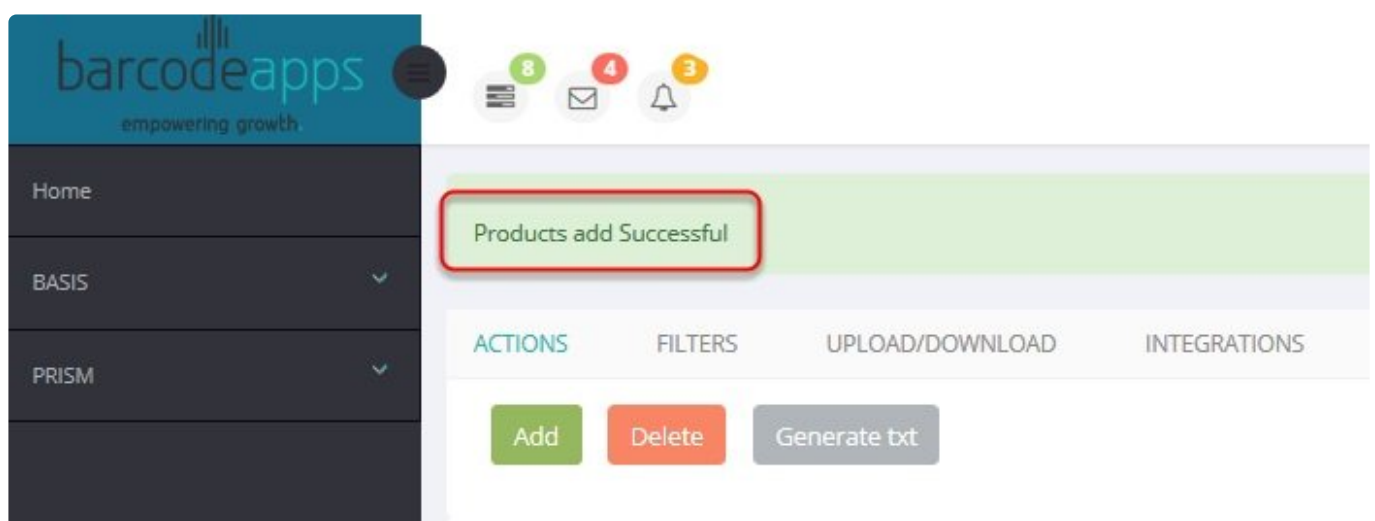 barcodeapps
empowering growth.
8 4 3
Home
BASIS
PRISM
Products add Successful
ACTIONS FILTERS UPLOAD/DOWNLOAD INTEGRATIONS
Add Delete Generate txt